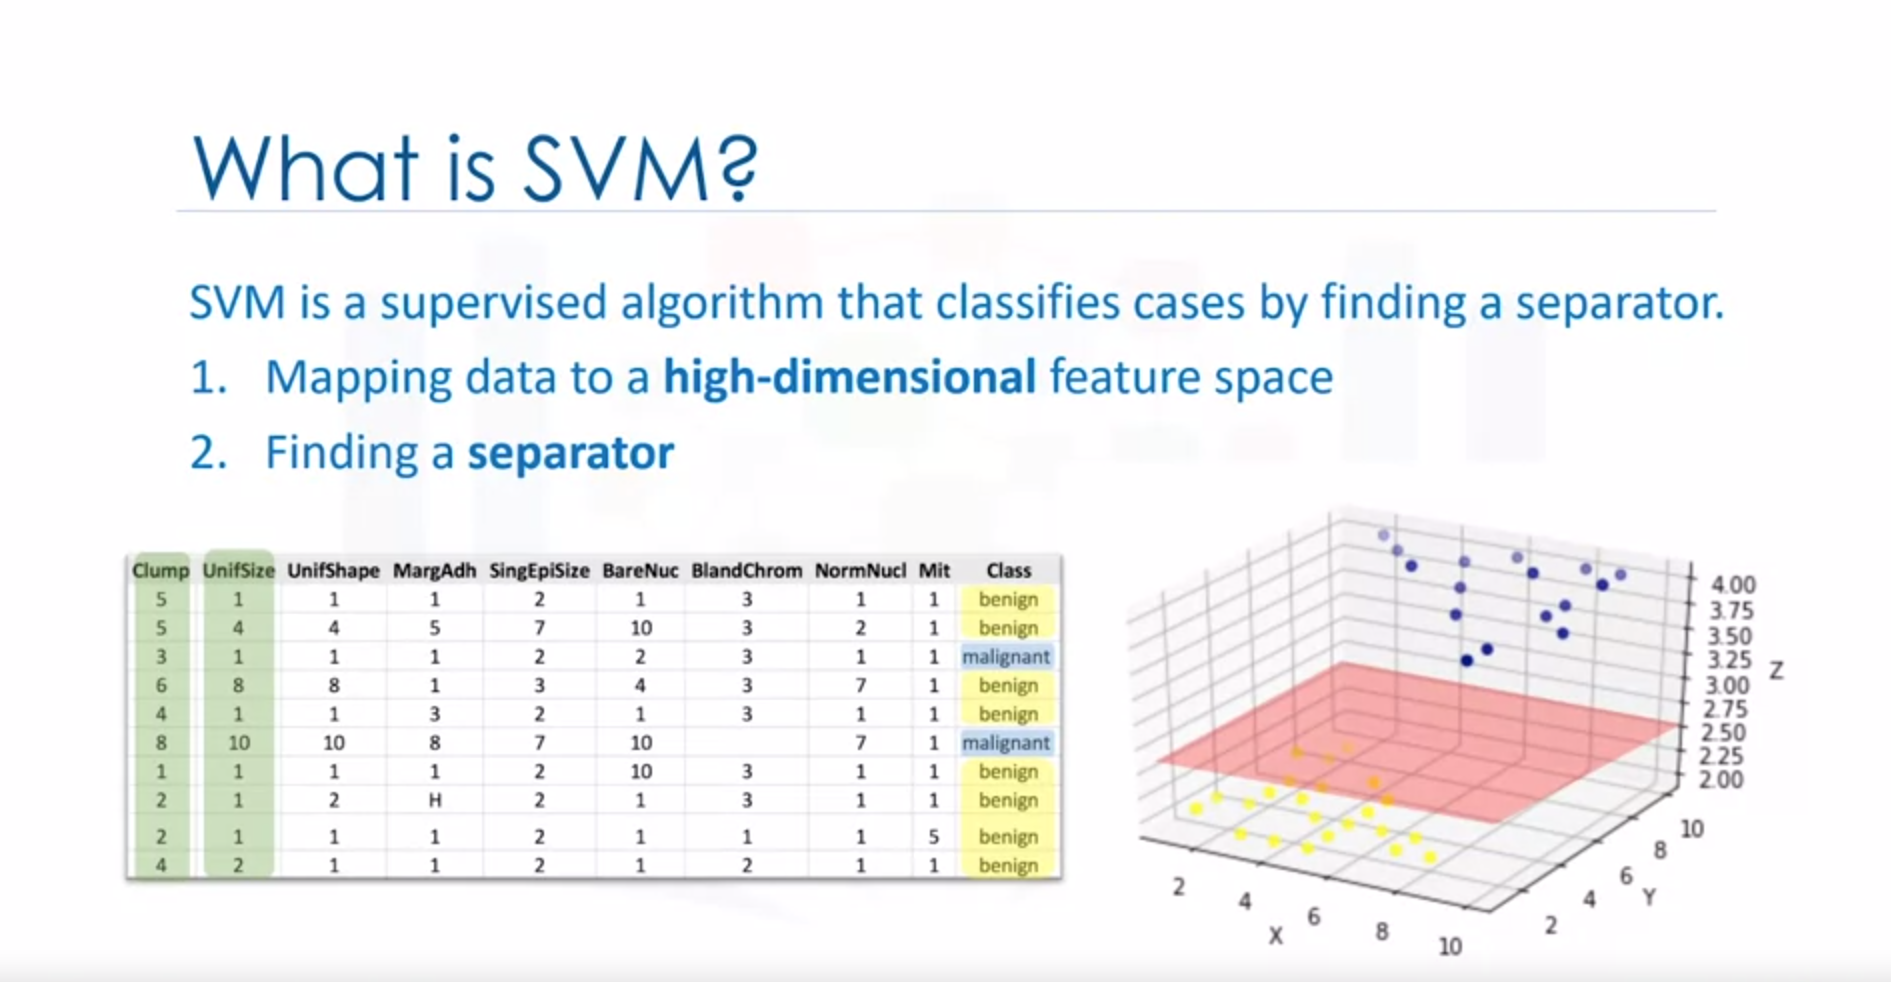 What is SVM?
SVM is a supervised algorithm that classifies cases by finding a separator.
1. Mapping data to a high-dimensional feature space
2. Finding a separator
Clump UnifSize UnifShape MargAdh SingEpiSize BareNuc BlandChrom NormNucl Mit Class
5 1 1 1 2 1 3 1 1 benign
5 4 4 5 7 10 3 2 1 benign
3 1 1 1 2 2 3 1 1 malignant
6 8 8 1 3 4 3 7 1 benign
4 1 1 3 2 1 3 1 1 benign
8 10 10 8 7 10 7 1 malignant
1 1 1 1 2 10 3 1 1 benign
2 1 2 H 2 1 3 1 1 benign
2 1 1 1 2 1 1 1 5 benign
4 2 1 1 2 1 2 1 1 benign
4.00
3.75
3.50
3.25
3.00
2.75
2.50
2.25
2.00
Z
2 4 6 8 10
X
2 4 6 8 10
Y